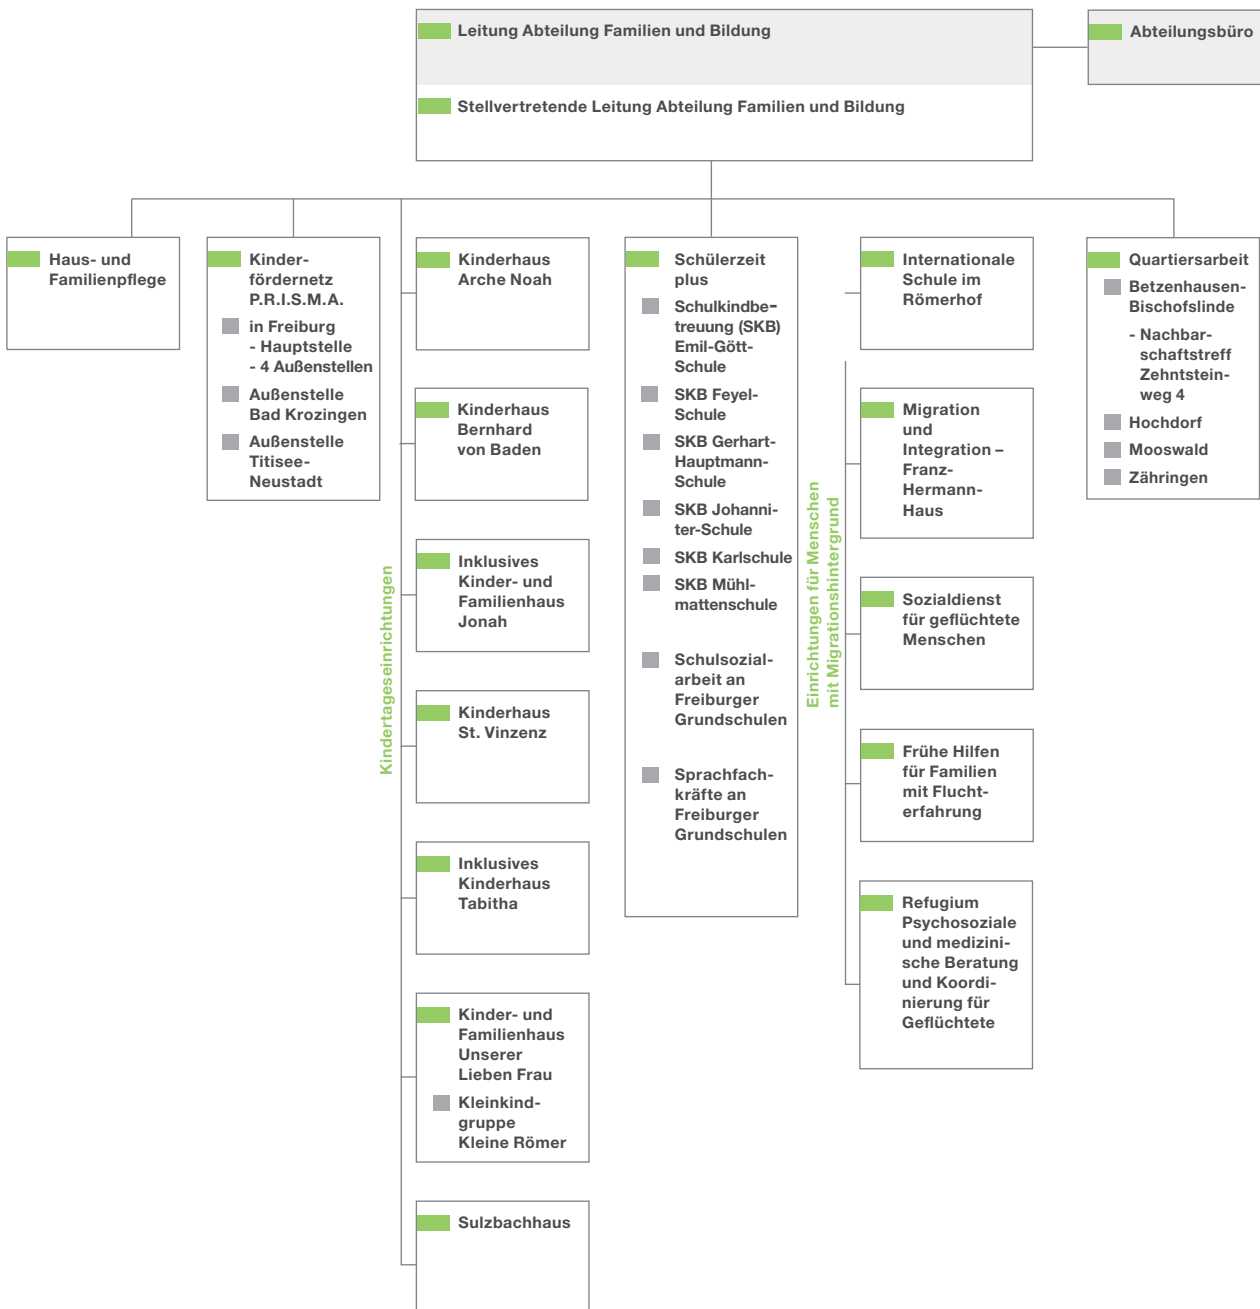 Leitung Abteilung Familien und Bildung
Stellvertretende Leitung Abteilung Familien und Bildung
Abteilungsbüro
Haus- und
Familienpflege
Kinder-
fördernetz
P.R.I.S.M.A.
in Freiburg
- Hauptstelle
- 4 Außenstellen
Außenstelle
Bad Krozingen
Außenstelle
Titisee-
Neustadt
Kindertageseinrichtungen
Kinderhaus
Arche Noah
Kinderhaus
Bernhard
von Baden
Inklusives
Kinder- und
Familienhaus
Jonah
Kinderhaus
St. Vinzenz
Inklusives
Kinderhaus
Tabitha
Kinder- und
Familienhaus
Unserer
Lieben Frau
Kleinkind-
gruppe
Kleine Römer
Sulzbachhaus
Schülerzeit
plus
Schulkindbe-
treuung (SKB)
Emil-Gött-
Schule
SKB Feyel-
Schule
SKB Gerhart-
Hauptmann-
Schule
SKB Johanni-
ter-Schule
SKB Karlschule
SKB Mühl-
mattenschule
Schulsozial-
arbeit an
Freiburger
Grundschulen
Sprachfach-
kräfte an
Freiburger
Grundschulen
Einrichtungen für Menschen
mit Migrationshintergrund
Internationale
Schule im
Römerhof
Migration
und
Integration –
Franz-
Hermann-
Haus
Sozialdienst
für geflüchtete
Menschen
Frühe Hilfen
für Familien
mit Flucht-
erfahrung
Refugium
Psychosoziale
und medizini-
sche Beratung
und Koordi-
nierung für
Geflüchtete
Quartiersarbeit
Betzenhausen-
Bischofslinde
- Nachbar-
schaftstreff
Zehntstein-
weg 4
Hochdorf
Mooswald
Zähringen